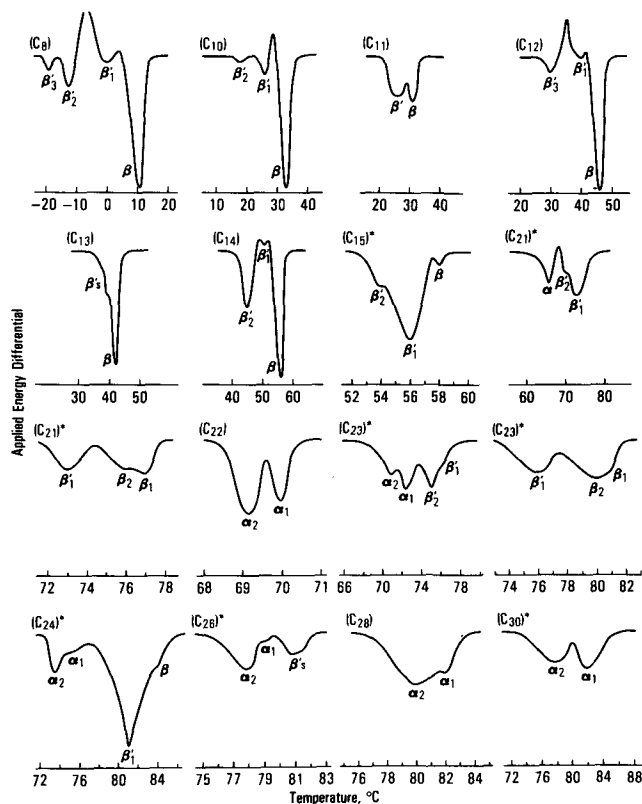 (C8) (C10) (C11) (C12)
β'3 β'2 β'1 β β'2 β'1 β β' β β'3 β'1 β
-20 -10 0 10 20 10 20 30 40 10 20 30 40 20 30 40 50
(C13) (C14) (C15)* (C21)*
β's β β'2 β'1 β β'2 β'1 β α β'2 β'1
30 40 50 40 50 60 52 54 56 58 60 60 70 80
Applied Energy Differential
(C21)* (C22) (C23)* (C23)*
β'1 β2 β1 α2 α1 α2 α1 β'2 β'1 β'1 β2 β1
72 74 76 78 68 69 70 71 66 70 74 78 74 76 78 80 82
(C24)* (C26)* (C28) (C30)*
α2 α1 β'1 β α2 α1 β's α2 α1 α2 α1
72 76 80 84 75 77 79 81 83 76 78 80 82 84 72 76 80 84 88
Temperature, °C